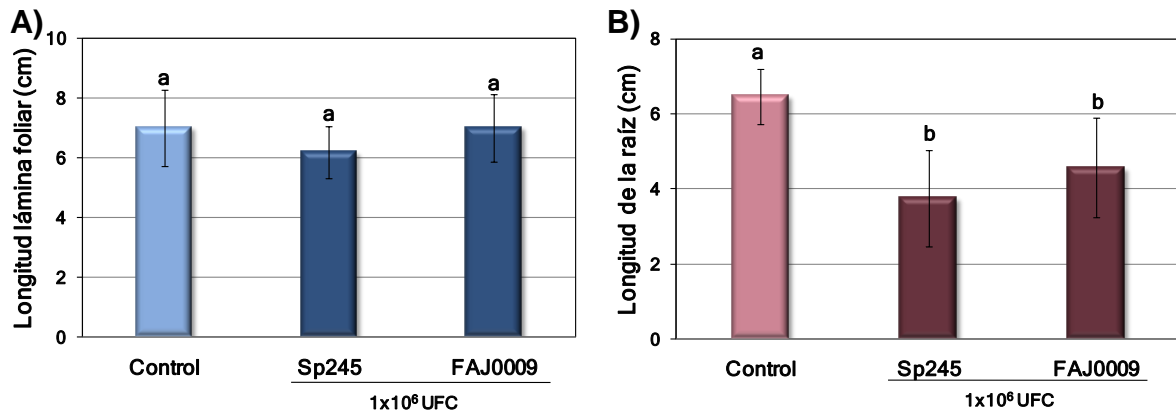 A)
Longitud lámina foliar (cm)
10
8
6
4
2
0
a
a
a
Control
Sp245
FAJ0009
1x10⁶ UFC
B)
Longitud de la raíz (cm)
8
6
4
2
0
a
b
b
Control
Sp245
FAJ0009
1x10⁶ UFC